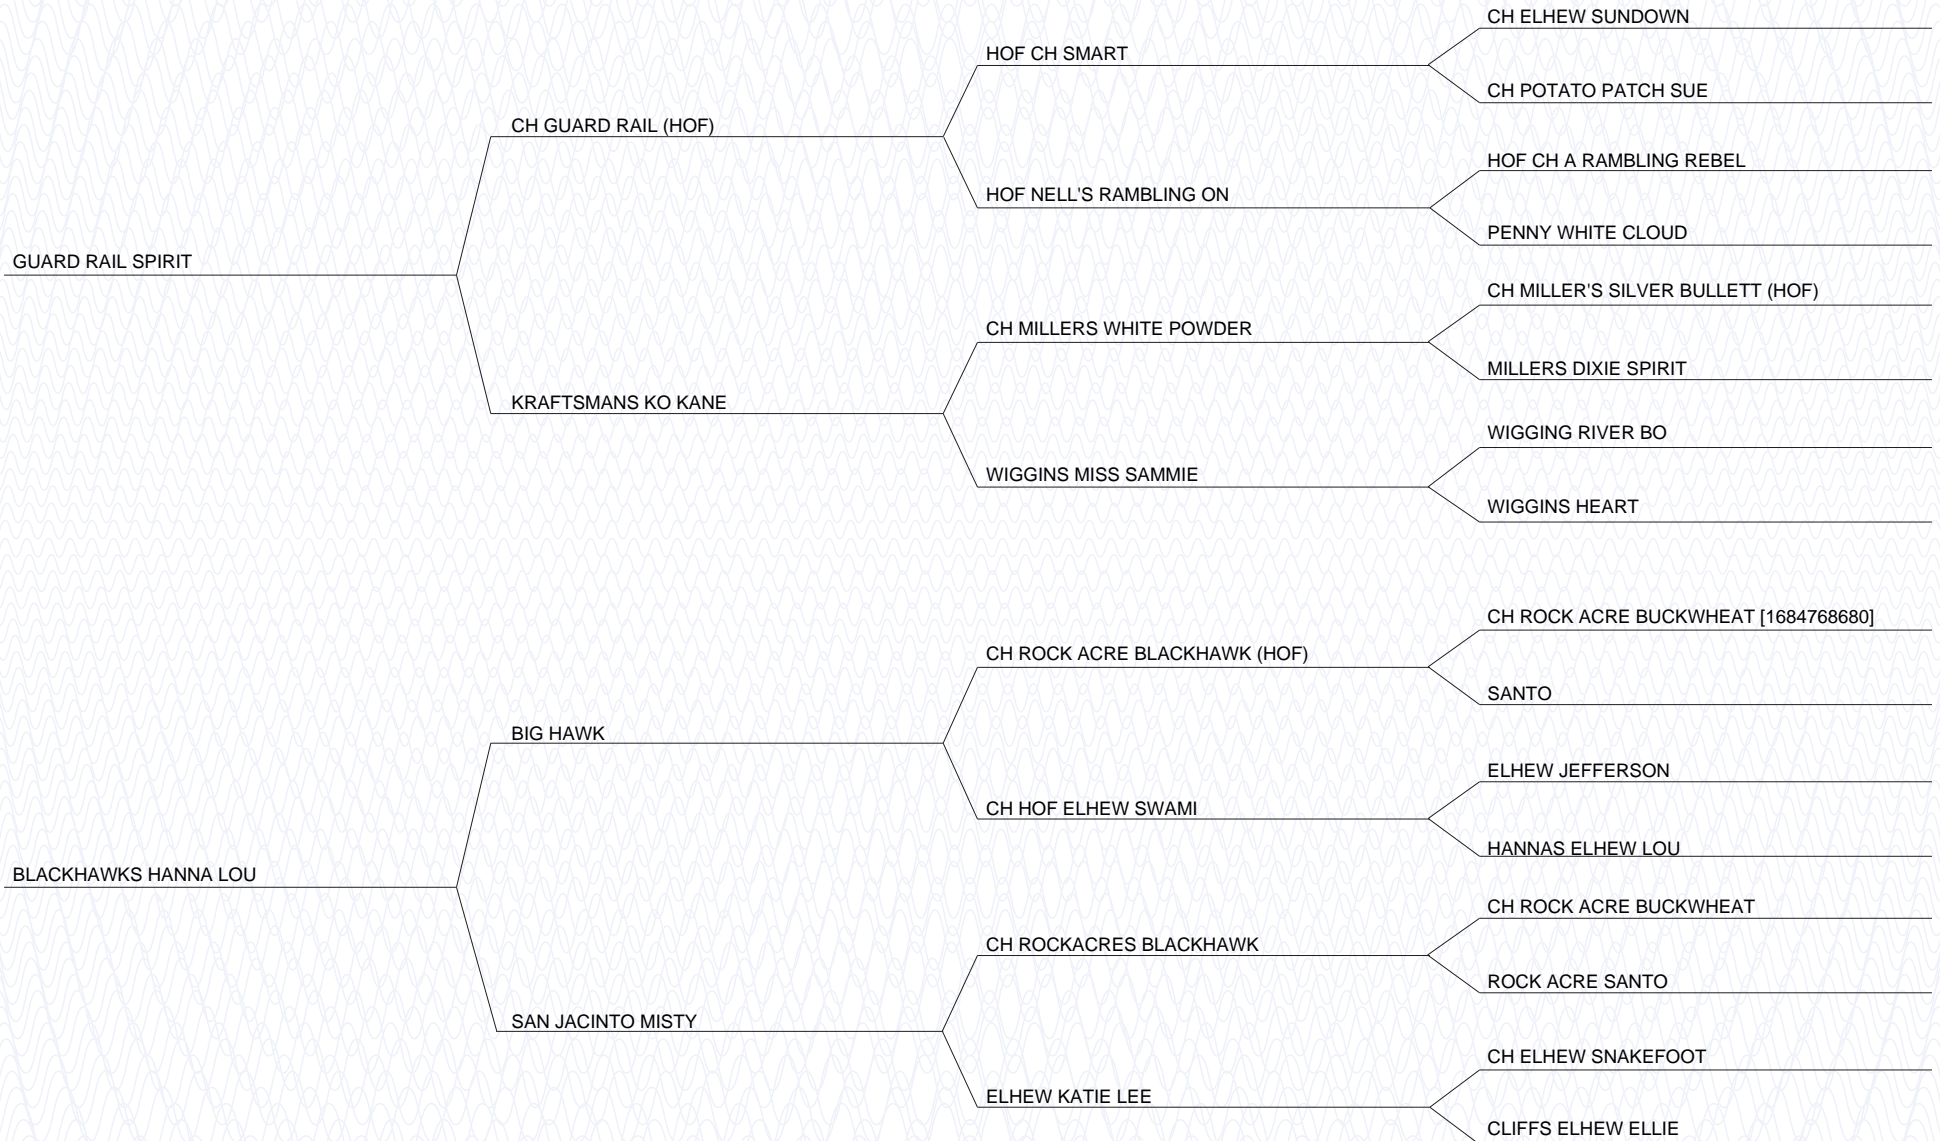 CH ELHEW SUNDOWN
HOF CH SMART
CH POTATO PATCH SUE
CH GUARD RAIL (HOF)
HOF CH A RAMBLING REBEL
HOF NELL'S RAMBLING ON
PENNY WHITE CLOUD
GUARD RAIL SPIRIT
CH MILLER'S SILVER BULLETT (HOF)
CH MILLERS WHITE POWDER
MILLERS DIXIE SPIRIT
KRAFTSMANS KO KANE
WIGGING RIVER BO
WIGGINS MISS SAMMIE
WIGGINS HEART
CH ROCK ACRE BUCKWHEAT [1684768680]
CH ROCK ACRE BLACKHAWK (HOF)
SANTO
BIG HAWK
ELHEW JEFFERSON
CH HOF ELHEW SWAMI
HANNAS ELHEW LOU
BLACKHAWKS HANNA LOU
CH ROCK ACRE BUCKWHEAT
CH ROCKACRES BLACKHAWK
ROCK ACRE SANTO
SAN JACINTO MISTY
CH ELHEW SNAKEFOOT
ELHEW KATIE LEE
CLIFFS ELHEW ELLIE